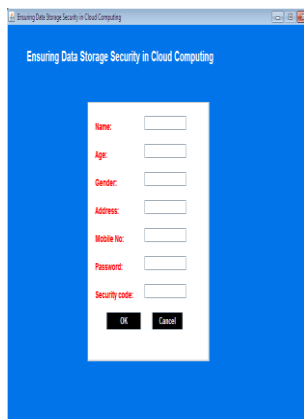 Ensuring Data Storage Security in Cloud Computing
Ensuring Data Storage Security in Cloud Computing
Name:
Age:
Gender:
Address:
Mobile No:
Password:
Security code:
OK Cancel